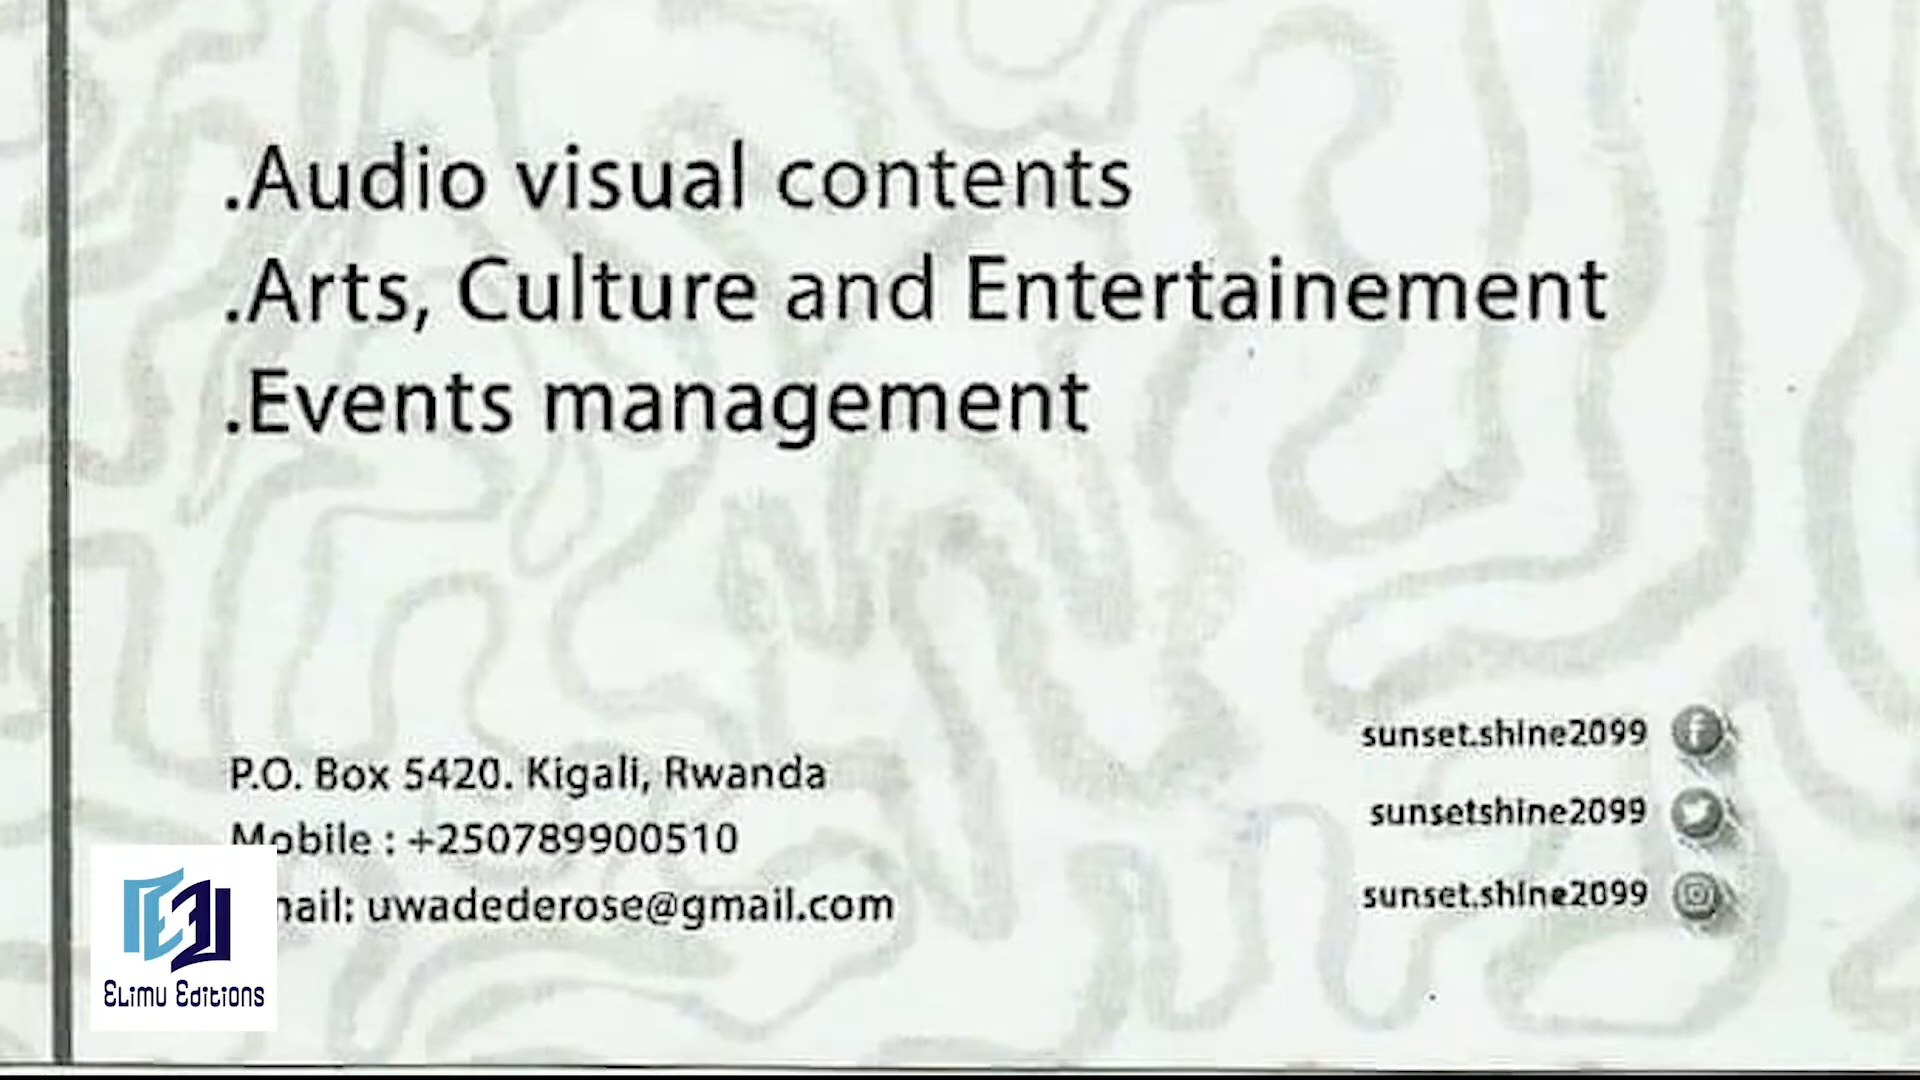 .Audio visual contents
.Arts, Culture and Entertainement
.Events management
P.O. Box 5420. Kigali, Rwanda
Mobile : +250789900510
mail: uwadederose@gmail.com
sunset.shine2099
sunsetshine2099
sunset.shine2099
ELimu Editions